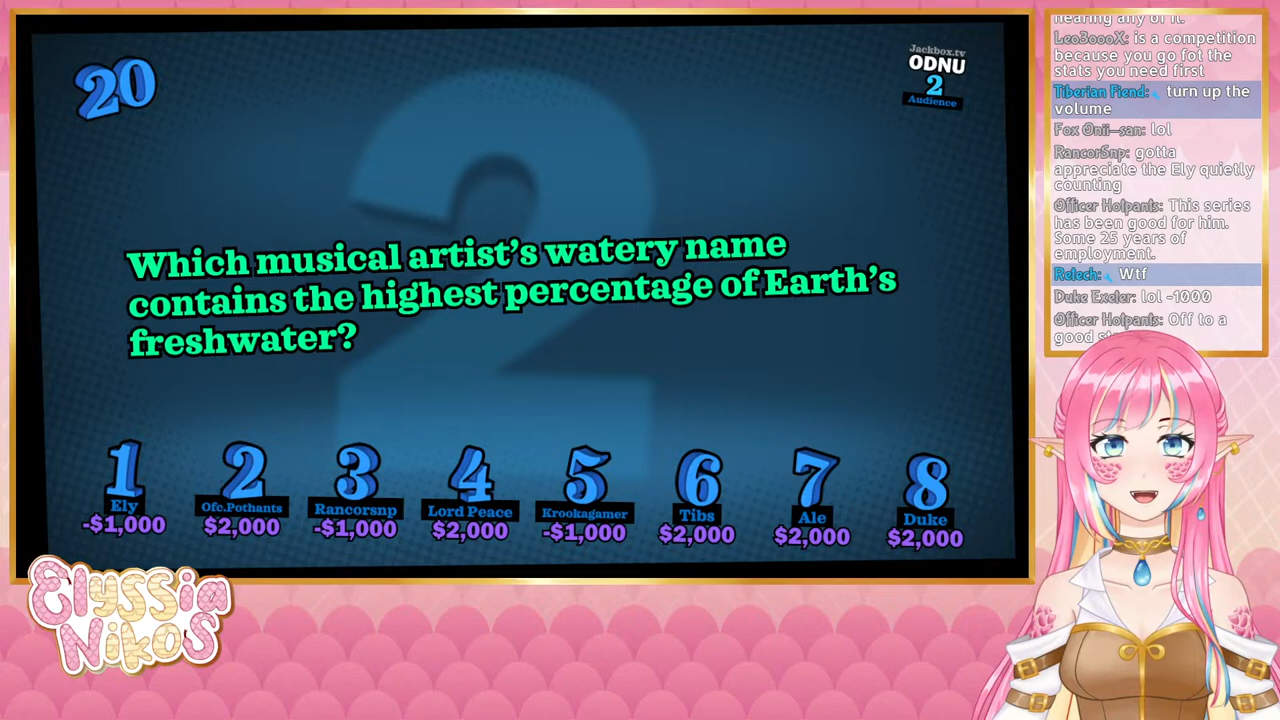 20
Jackbox.tv
ODNU
2
Audience
Which musical artist's watery name
contains the highest percentage of Earth's
freshwater?
1
Ely
-$1,000
2
Ofc.Pothants
$2,000
3
Rancorsnp
-$1,000
4
Lord Peace
$2,000
5
Krookagamer
-$1,000
6
Tibs
$2,000
7
Ale
$2,000
8
Duke
$2,000
hearing any of it.
Leo3oooX: is a competition
because you go fot the
stats you need first
Tiberian Fiend: turn up the
volume
Fox Onii-san: lol
RancorSnp: gotta
appreciate the Ely quietly
counting
Officer Hotpants: This series
has been good for him.
Some 25 years of
employment.
Relech: Wtf
Duke Exeler: lol -1000
Officer Hotpants: Off to a
good
Elyssia
Nikos